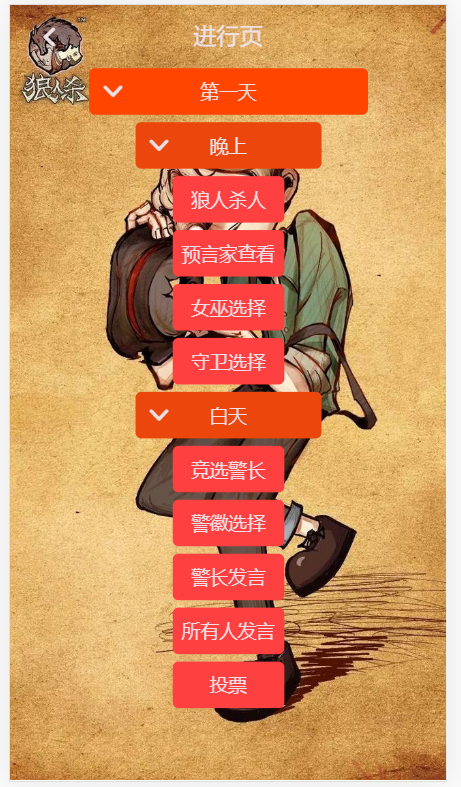 进行页
狼人杀
第一天
晚上
狼人杀人
预言家查看
女巫选择
守卫选择
白天
竞选警长
警徽选择
警长发言
所有人发言
投票